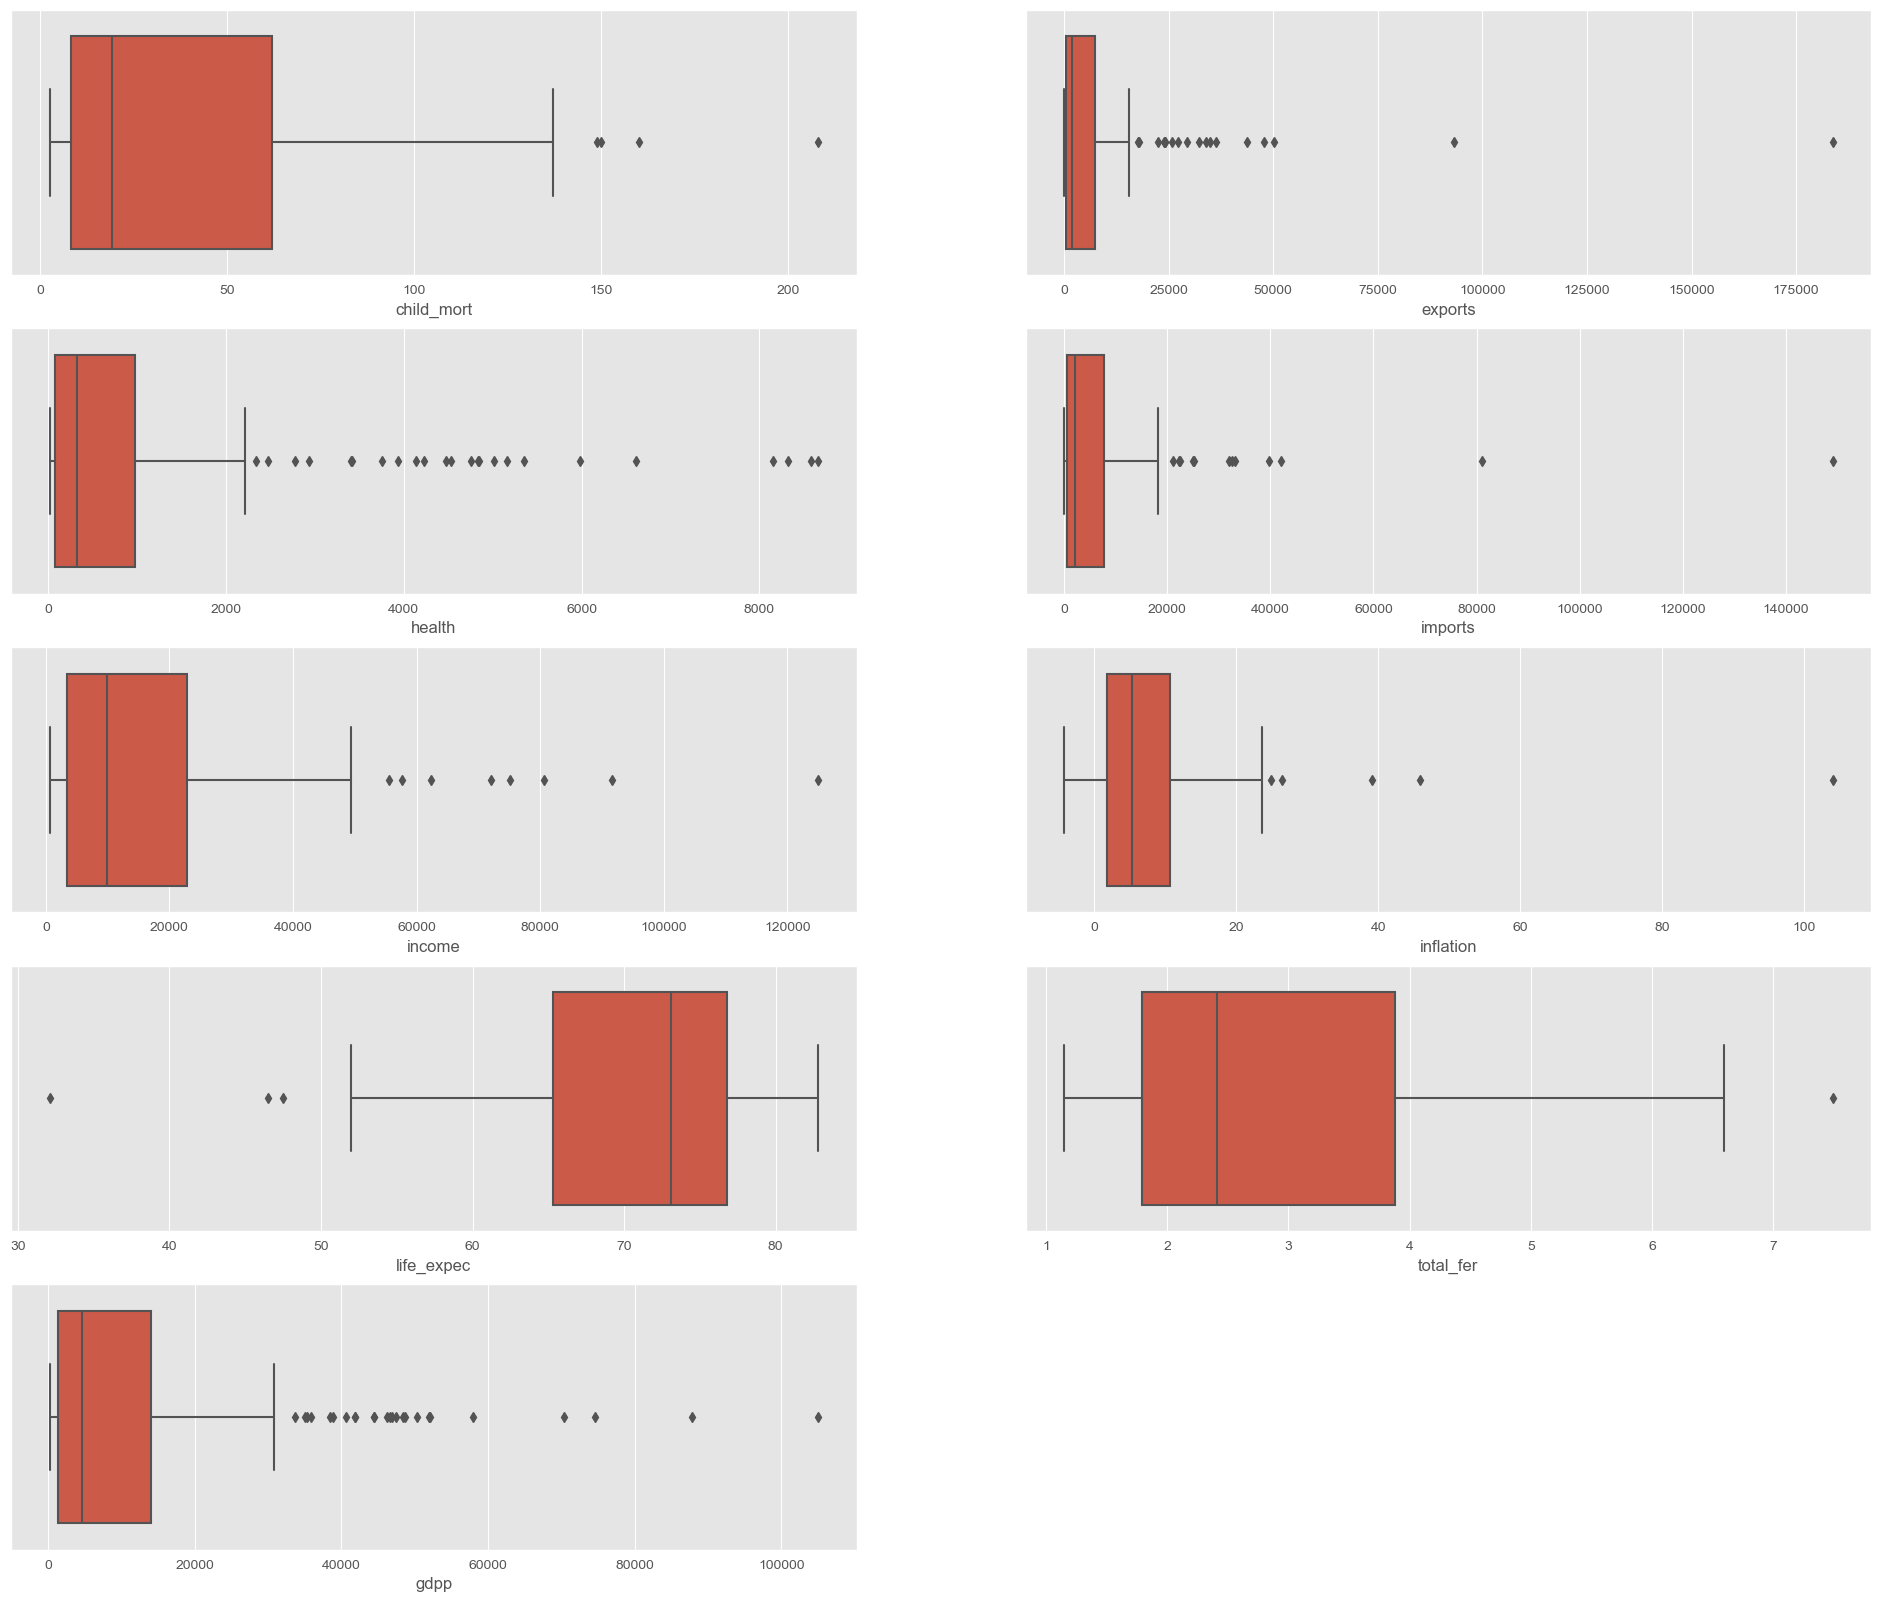 0 50 100 150 200
child_mort
0 25000 50000 75000 100000 125000 150000 175000
exports
0 2000 4000 6000 8000
health
0 20000 40000 60000 80000 100000 120000 140000
imports
0 20000 40000 60000 80000 100000 120000
income
0 20 40 60 80 100
inflation
30 40 50 60 70 80
life_expec
1 2 3 4 5 6 7
total_fer
0 20000 40000 60000 80000 100000
gdpp